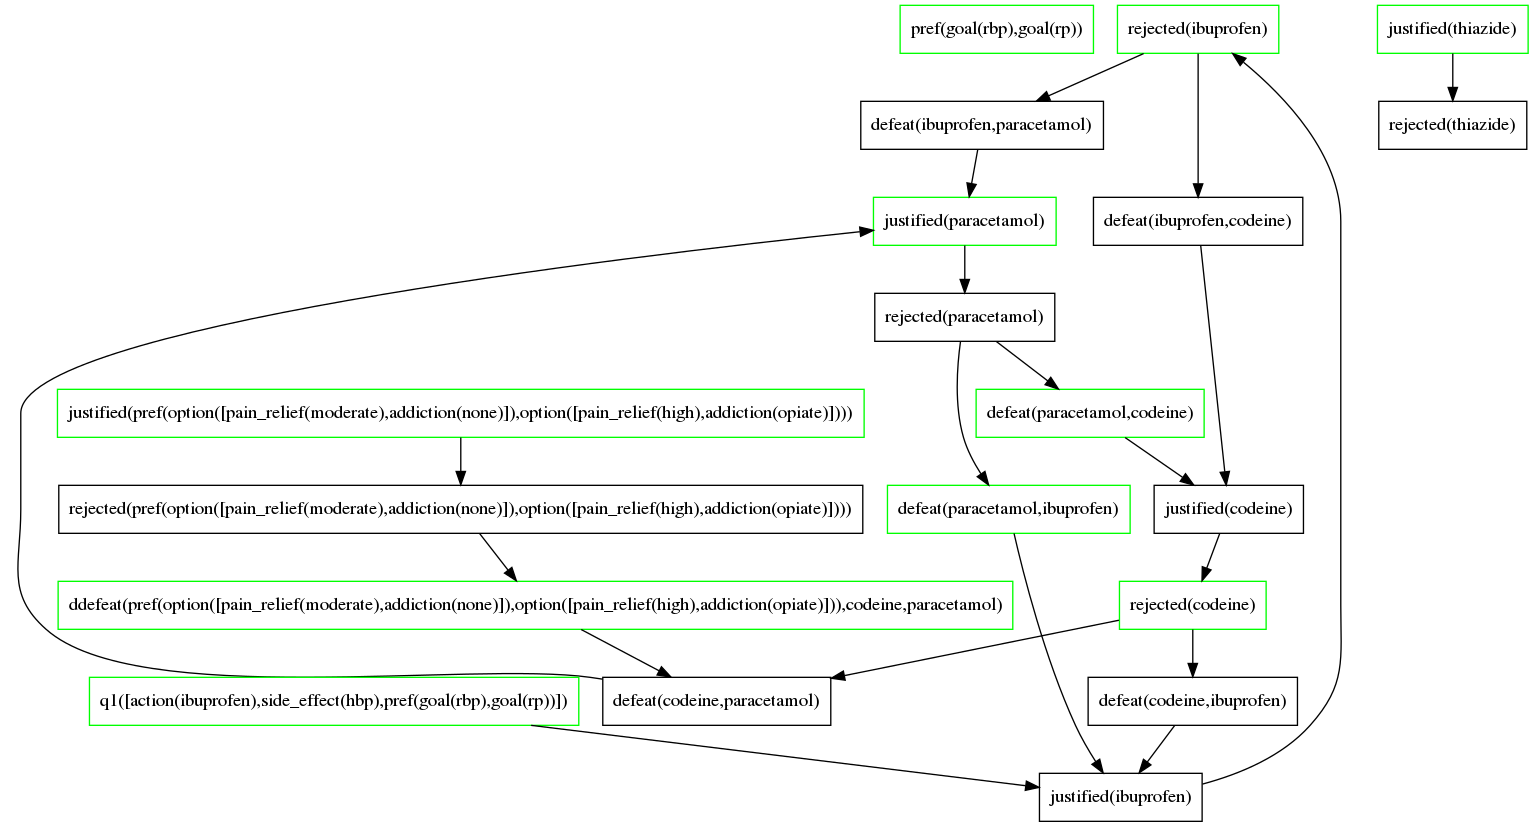 pref(goal(rbp),goal(rp))
rejected(ibuprofen)
justified(thiazide)
defeat(ibuprofen,paracetamol)
rejected(thiazide)
justified(paracetamol)
defeat(ibuprofen,codeine)
rejected(paracetamol)
justified(pref(option([pain_relief(moderate),addiction(none)]),option([pain_relief(high),addiction(opiate)])))
defeat(paracetamol,codeine)
rejected(pref(option([pain_relief(moderate),addiction(none)]),option([pain_relief(high),addiction(opiate)])))
defeat(paracetamol,ibuprofen)
justified(codeine)
ddefeat(pref(option([pain_relief(moderate),addiction(none)]),option([pain_relief(high),addiction(opiate)])),codeine,paracetamol)
rejected(codeine)
q1([action(ibuprofen),side_effect(hbp),pref(goal(rbp),goal(rp))])
defeat(codeine,paracetamol)
defeat(codeine,ibuprofen)
justified(ibuprofen)